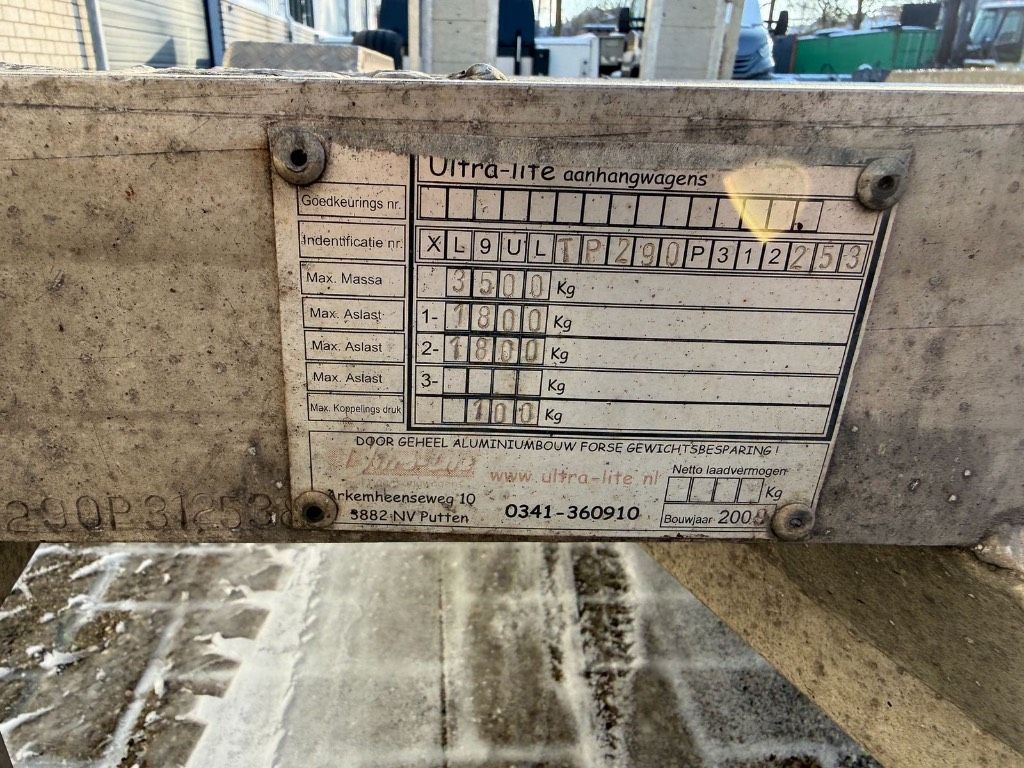 Ultra-lite aanhangwagens
Goedkeurings nr.
Indentificatie nr. XL9ULTP290P312253
Max. Massa 3500 Kg
Max. Aslast 1- 1800 Kg
Max. Aslast 2- 1800 Kg
Max. Aslast 3- Kg
Max. Koppelings druk 100 Kg
DOOR GEHEEL ALUMINIUMBOUW FORSE GEWICHTSBESPARING !
www.ultra-lite.nl
Netto laadvermogen
Kg
Arkemheenseweg 10
3882 NV Putten
0341-360910
Bouwjaar 2008
290P31253